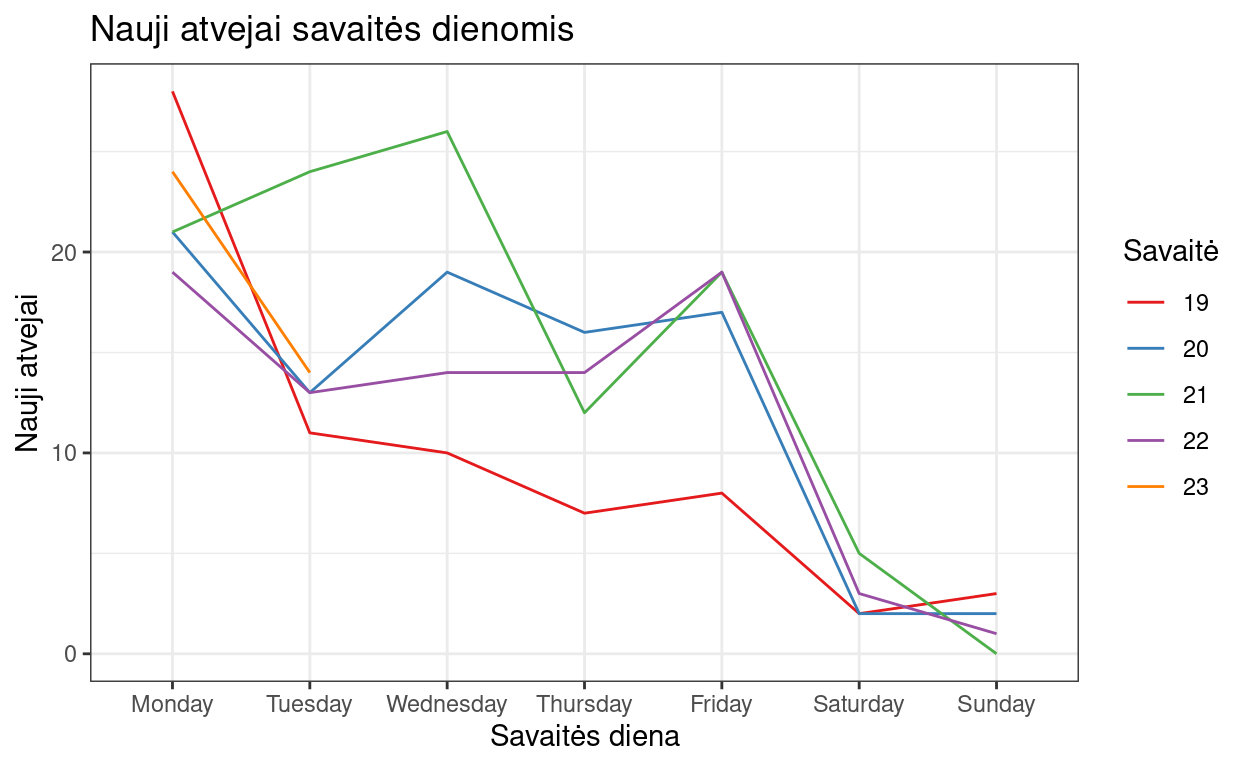 Nauji atvejai savaitės dienomis
Nauji atvejai
20
10
0
Monday Tuesday Wednesday Thursday Friday Saturday Sunday
Savaitės diena
Savaitė
19
20
21
22
23